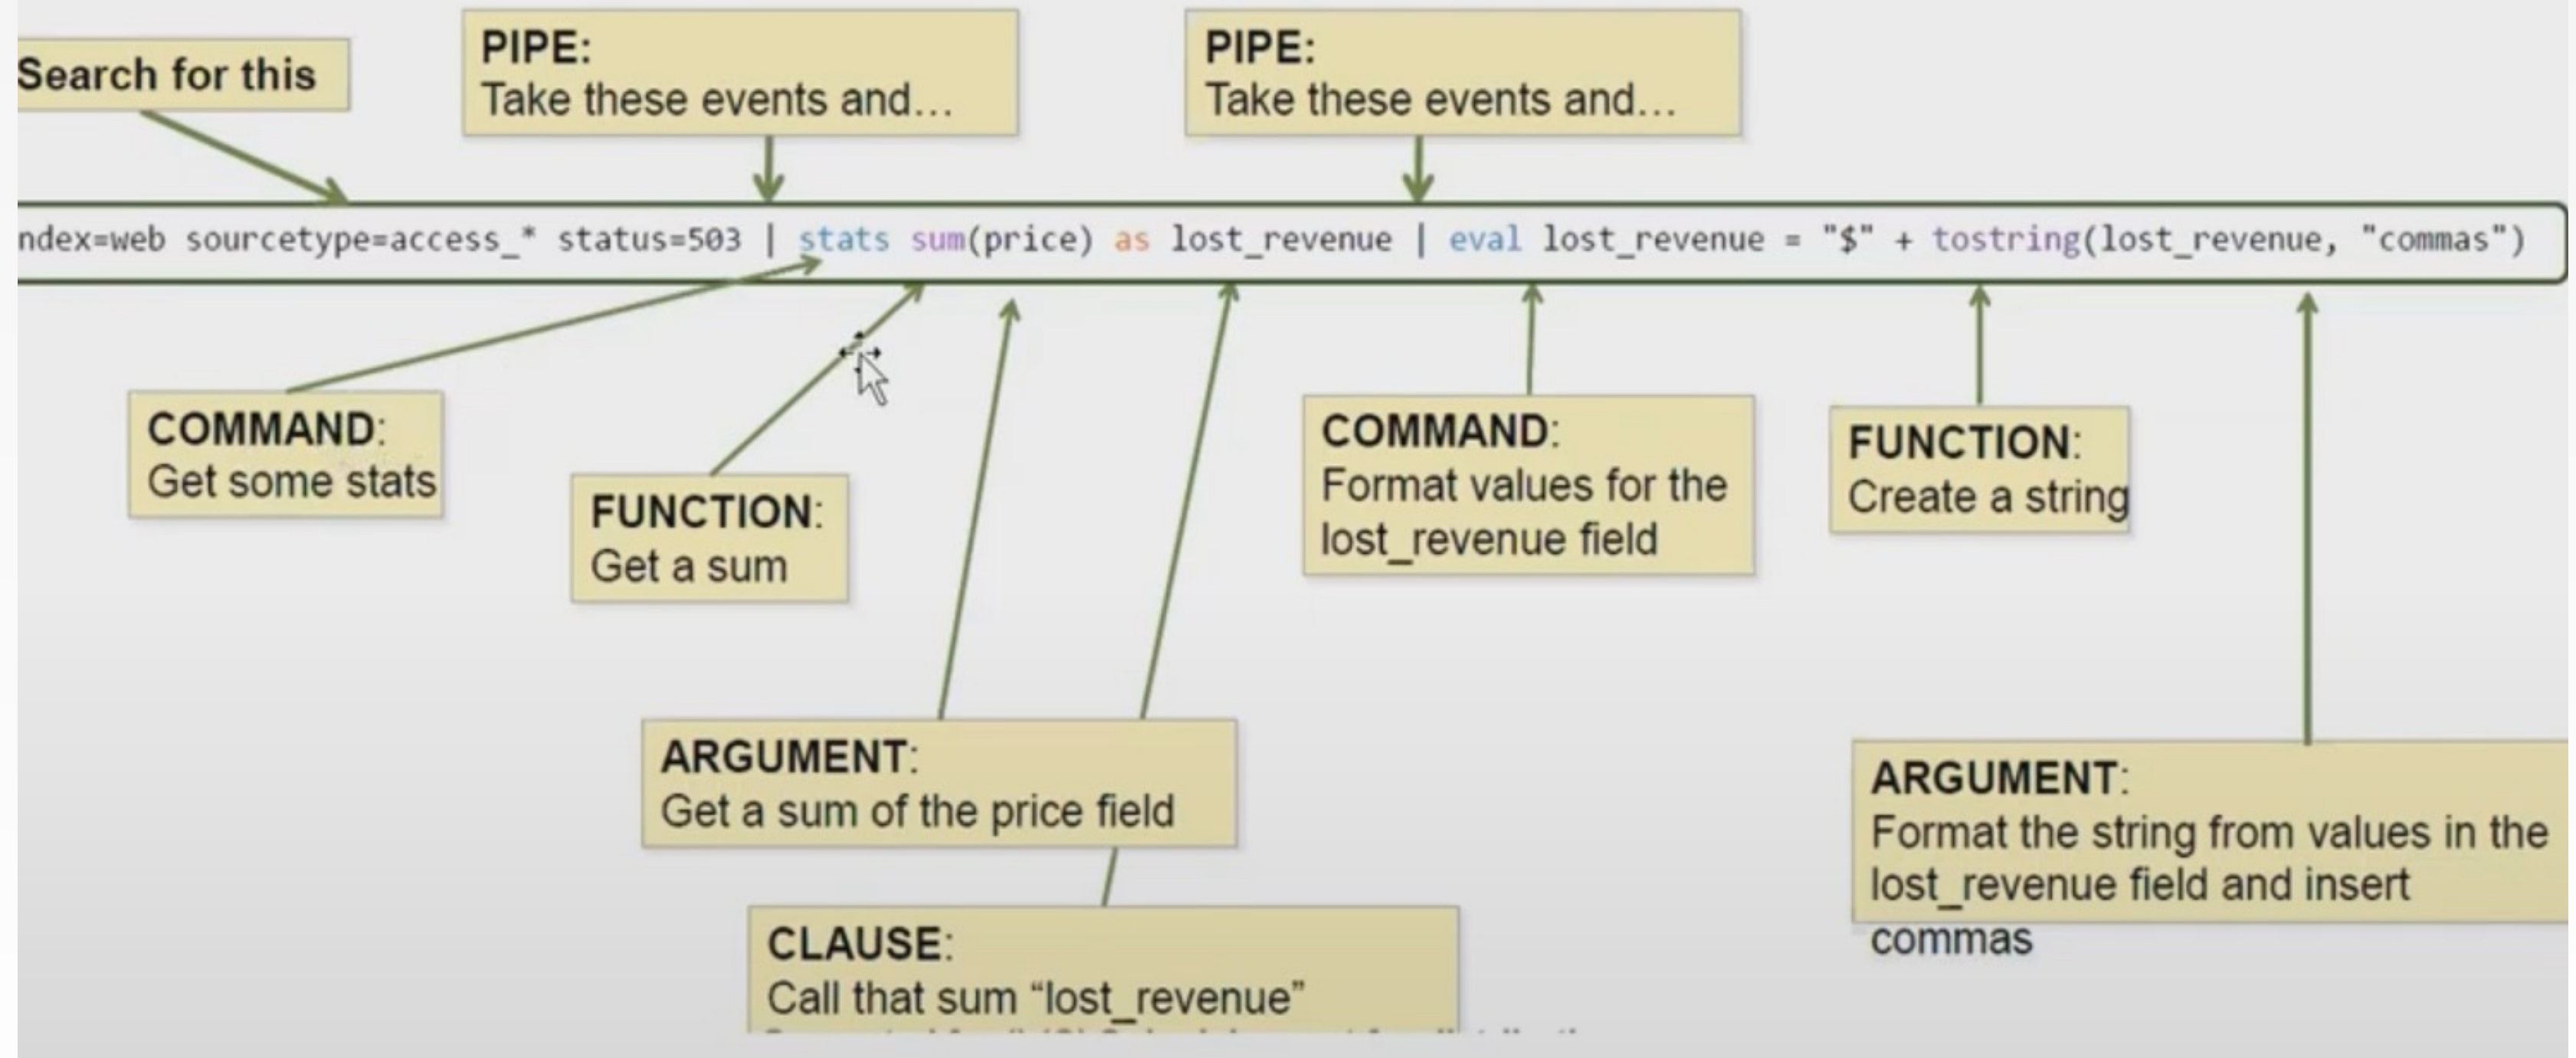 Search for this
PIPE:
Take these events and...
PIPE:
Take these events and...
ndex=web sourcetype=access_* status=503 | stats sum(price) as lost_revenue | eval lost_revenue = "$" + tostring(lost_revenue, "commas")
COMMAND:
Get some stats
FUNCTION:
Get a sum
COMMAND:
Format values for the
lost_revenue field
FUNCTION:
Create a string
ARGUMENT:
Get a sum of the price field
ARGUMENT:
Format the string from values in the
lost_revenue field and insert
commas
CLAUSE:
Call that sum “lost_revenue”